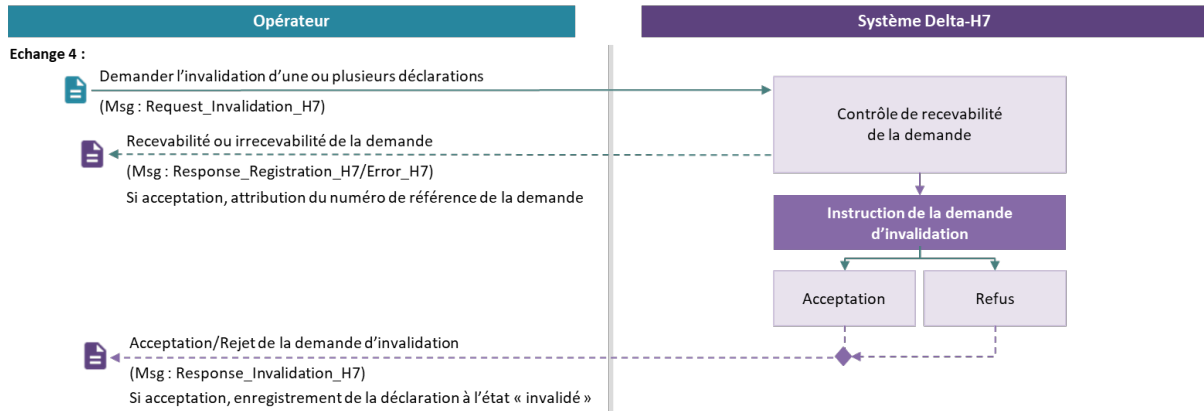 Opérateur
Système Delta-H7
Echange 4 :
Demander l’invalidation d’une ou plusieurs déclarations
(Msg : Request_Invalidation_H7)
Contrôle de recevabilité
de la demande
Recevabilité ou irrecevabilité de la demande
(Msg : Response_Registration_H7/Error_H7)
Si acceptation, attribution du numéro de référence de la demande
Instruction de la demande
d’invalidation
Acceptation
Refus
Acceptation/Rejet de la demande d’invalidation
(Msg : Response_Invalidation_H7)
Si acceptation, enregistrement de la déclaration à l’état « invalidé »